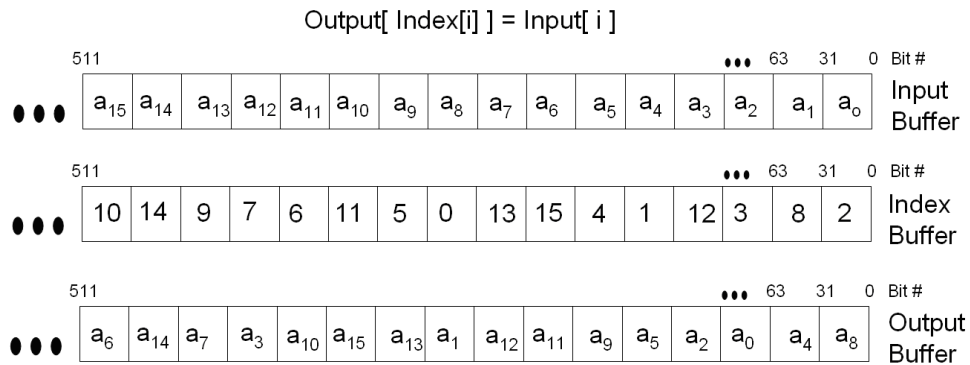 Output[ Index[i] ] = Input[ i ]
511 ••• 63 31 0 Bit #
••• a15 a14 a13 a12 a11 a10 a9 a8 a7 a6 a5 a4 a3 a2 a1 ao Input
Buffer
511 ••• 63 31 0 Bit #
••• 10 14 9 7 6 11 5 0 13 15 4 1 12 3 8 2 Index
Buffer
511 ••• 63 31 0 Bit #
••• a6 a14 a7 a3 a10 a15 a13 a1 a12 a11 a9 a5 a2 a0 a4 a8 Output
Buffer